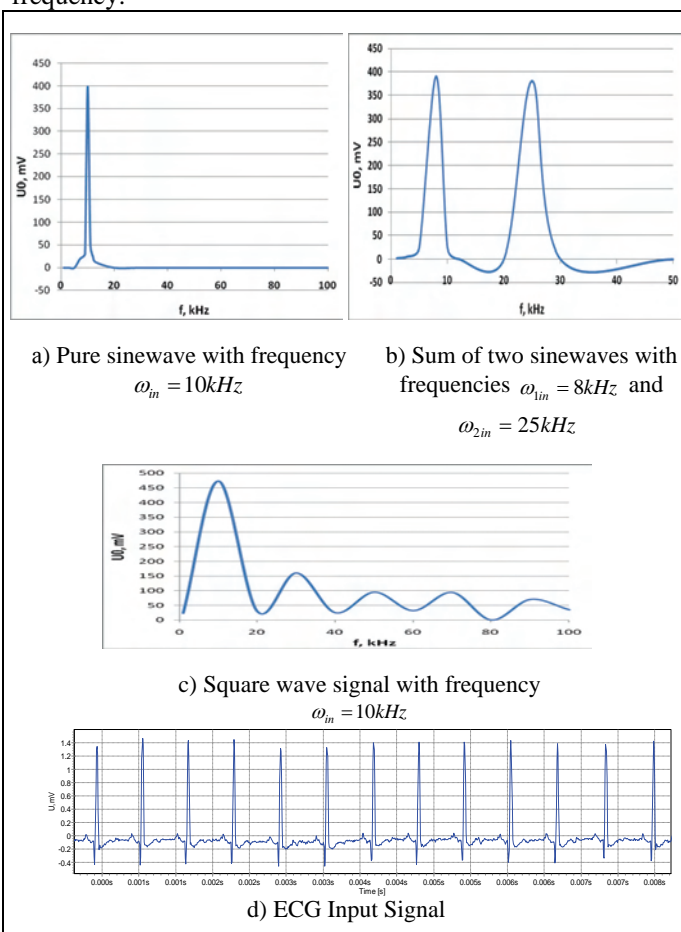 frequency.
450
400
350
300
250
200
150
100
50
0
-50
U0, mV
0 20 40 60 80 100
f, kHz
450
400
350
300
250
200
150
100
50
0
-50
U0, mV
0 10 20 30 40 50
f, kHz
a) Pure sinewave with frequency
ω_in = 10kHz
b) Sum of two sinewaves with
frequencies ω_1in = 8kHz and
ω_2in = 25kHz
500
450
400
350
300
250
200
150
100
50
0
U0, mV
0 20 40 60 80 100
f, kHz
c) Square wave signal with frequency
ω_in = 10kHz
1.4
1.2
1
0.8
0.6
0.4
0.2
0
-0.2
-0.4
U,mV
0.000s 0.001s 0.001s 0.002s 0.002s 0.003s 0.003s 0.004s 0.004s 0.005s 0.005s 0.006s 0.006s 0.007s 0.007s 0.008s
Time [s]
d) ECG Input Signal